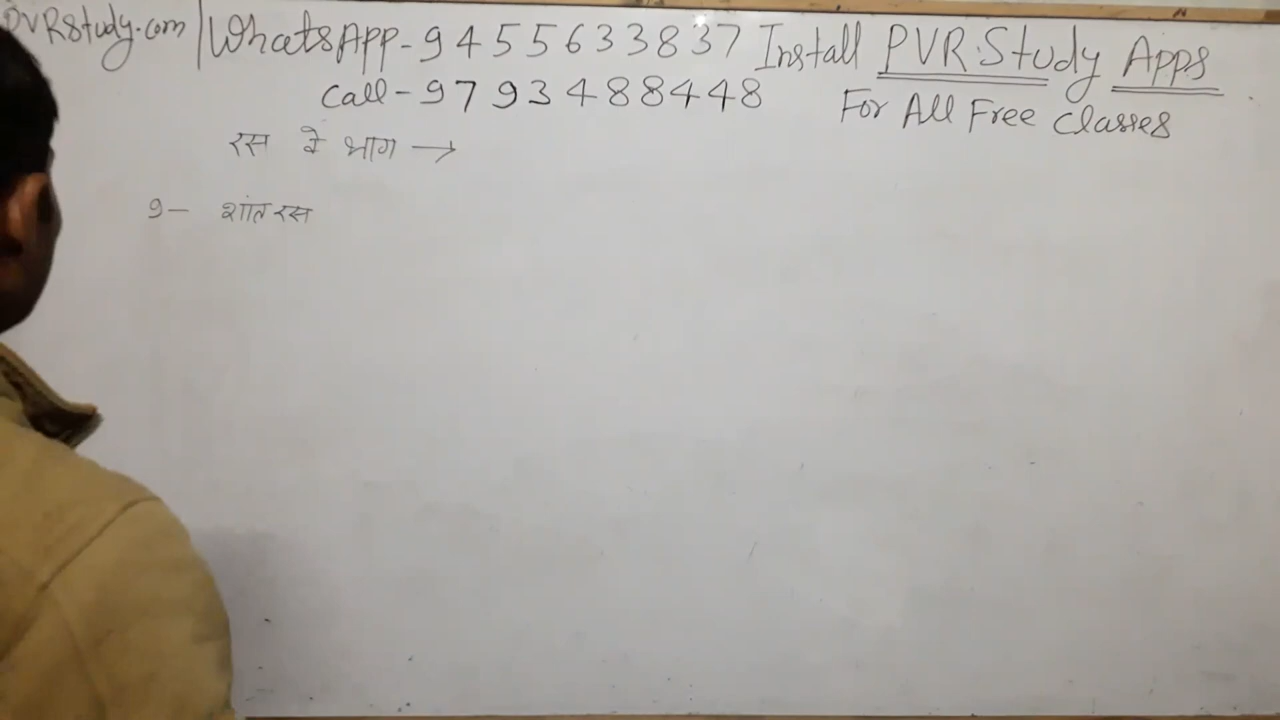 PVRStudy.com | WhatsApp - 9455633837 Install PVR.Study Apps
Call - 9793488448 For All Free Classes
रस के भाग →
9- शांत रस